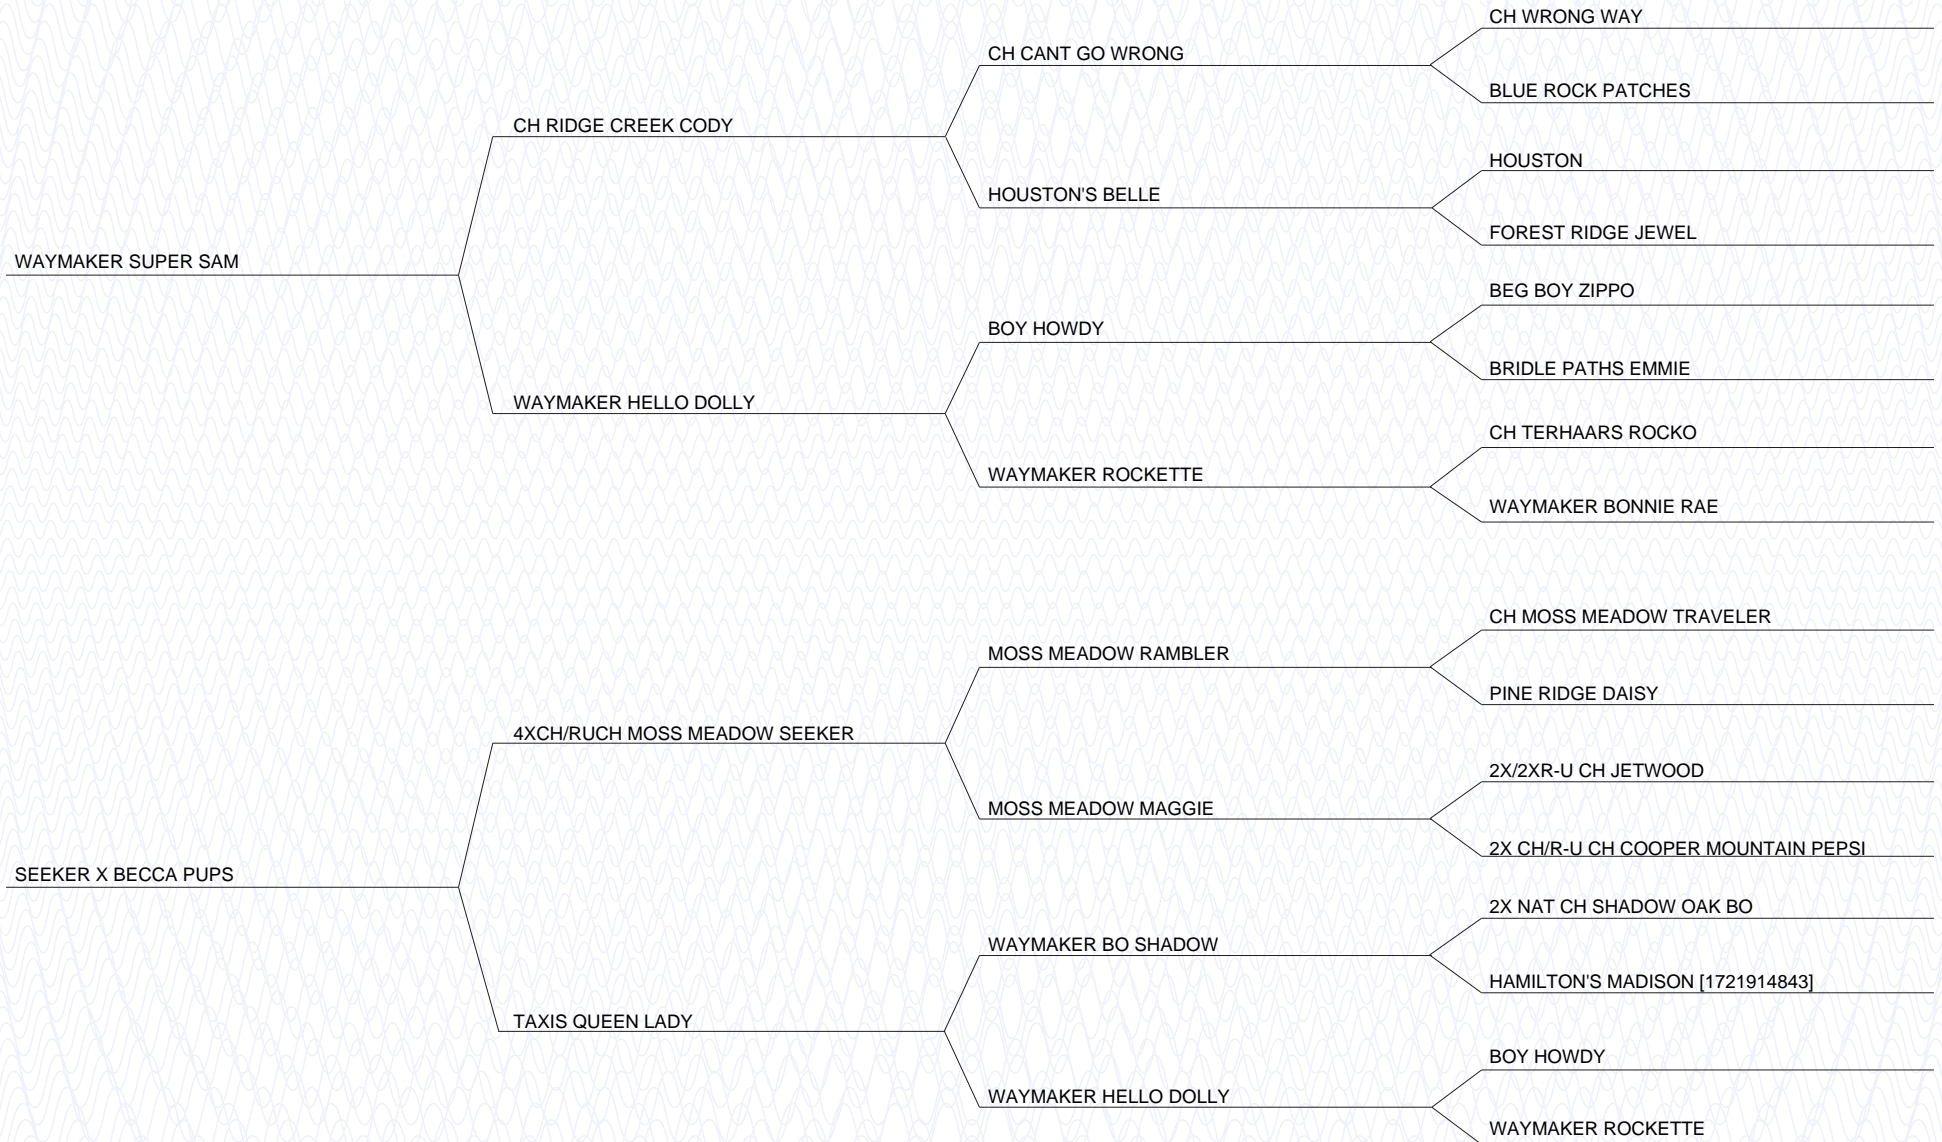 CH WRONG WAY
CH CANT GO WRONG
BLUE ROCK PATCHES
CH RIDGE CREEK CODY
HOUSTON
HOUSTON'S BELLE
FOREST RIDGE JEWEL
WAYMAKER SUPER SAM
BEG BOY ZIPPO
BOY HOWDY
BRIDLE PATHS EMMIE
WAYMAKER HELLO DOLLY
CH TERHAARS ROCKO
WAYMAKER ROCKETTE
WAYMAKER BONNIE RAE
CH MOSS MEADOW TRAVELER
MOSS MEADOW RAMBLER
PINE RIDGE DAISY
4XCH/RUCH MOSS MEADOW SEEKER
2X/2XR-U CH JETWOOD
MOSS MEADOW MAGGIE
2X CH/R-U CH COOPER MOUNTAIN PEPSI
SEEKER X BECCA PUPS
2X NAT CH SHADOW OAK BO
WAYMAKER BO SHADOW
HAMILTON'S MADISON [1721914843]
TAXIS QUEEN LADY
BOY HOWDY
WAYMAKER HELLO DOLLY
WAYMAKER ROCKETTE